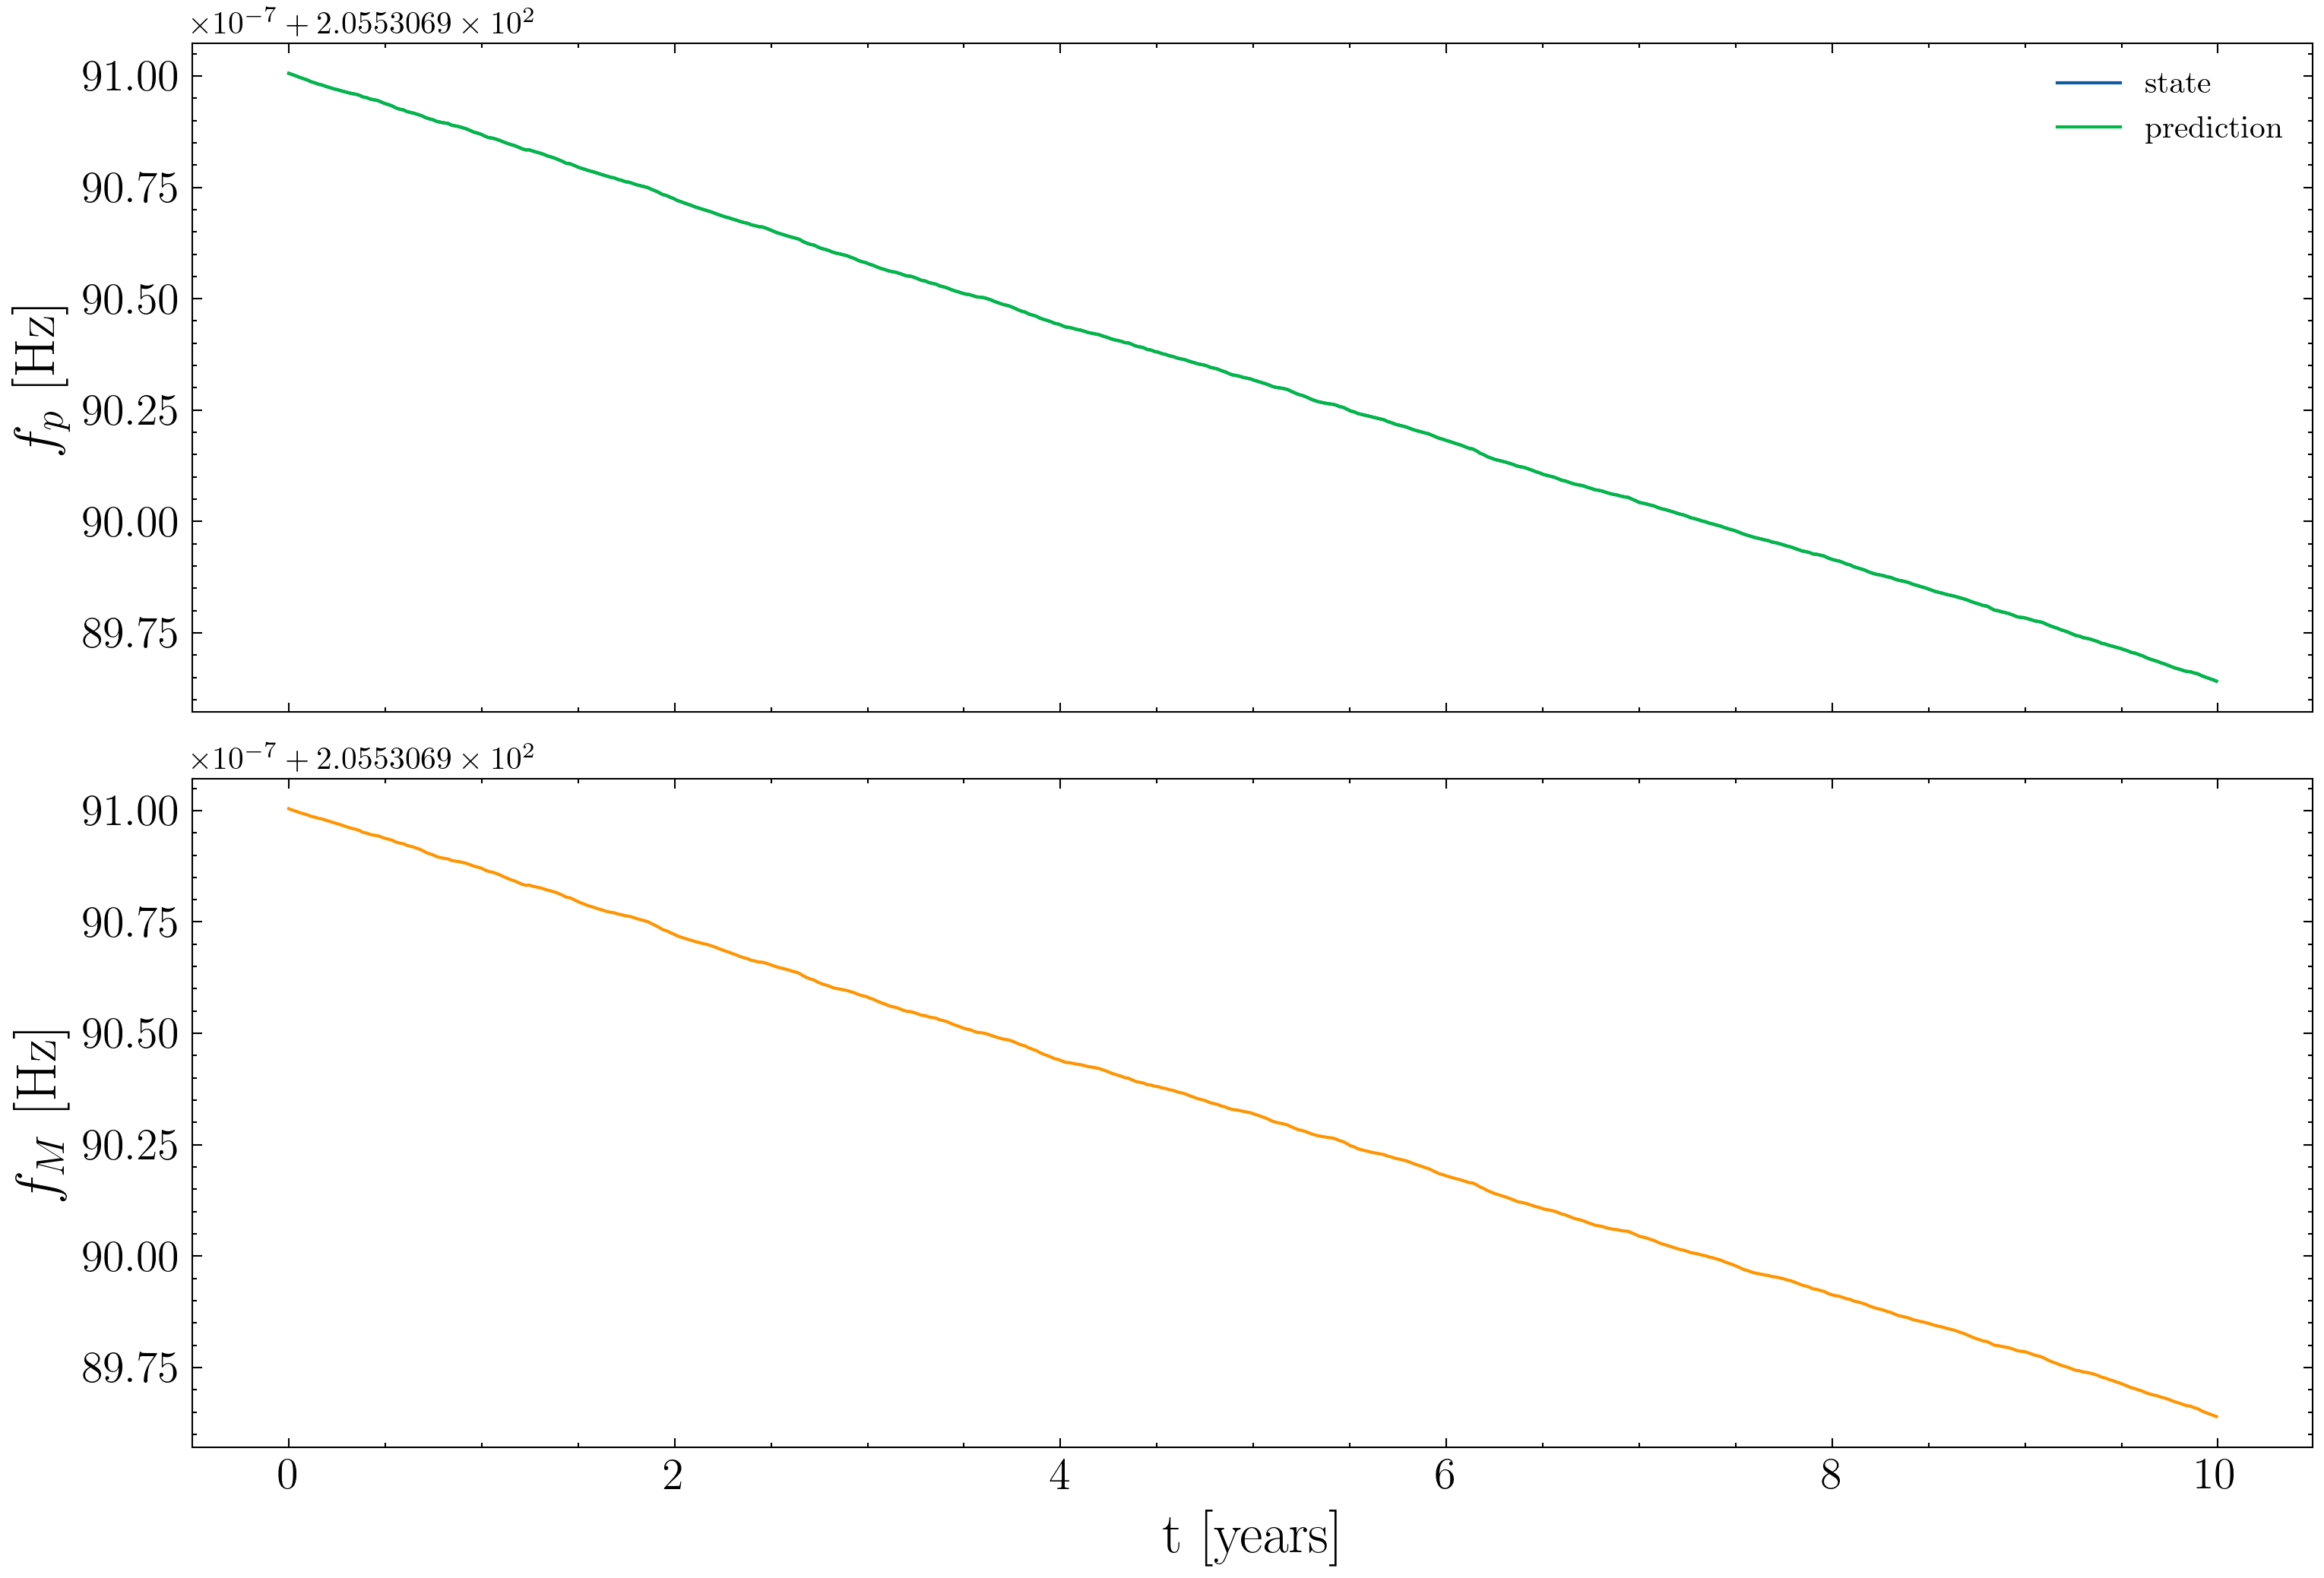 ×10⁻⁷ + 2.0553069 × 10²
91.00
90.75
90.50
90.25
90.00
89.75
f_p [Hz]
state
prediction
×10⁻⁷ + 2.0553069 × 10²
91.00
90.75
90.50
90.25
90.00
89.75
f_M [Hz]
0 2 4 6 8 10
t [years]